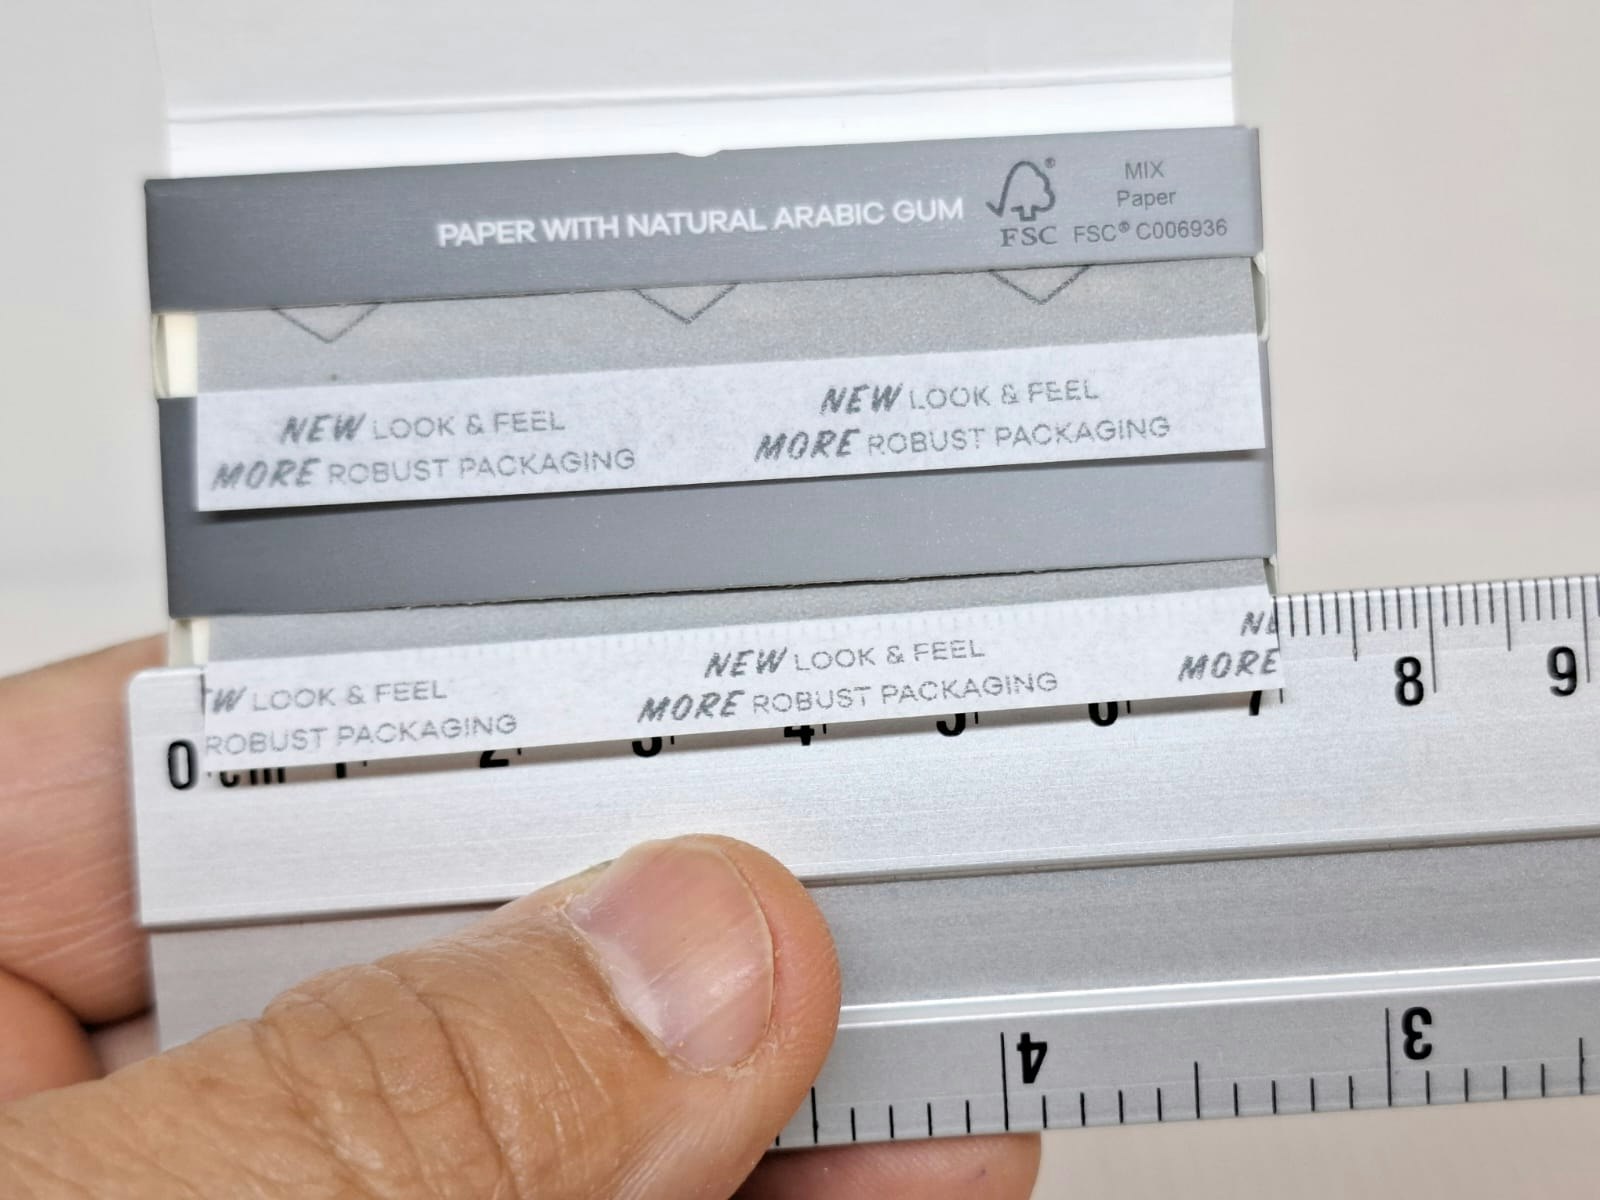 PAPER WITH NATURAL ARABIC GUM
FSC®
MIX
Paper
FSC® C006936
NEW LOOK & FEEL
MORE ROBUST PACKAGING
NEW LOOK & FEEL
MORE ROBUST PACKAGING
W LOOK & FEEL
ROBUST PACKAGING
NEW LOOK & FEEL
MORE ROBUST PACKAGING
NE
MORE
0 cm 1 2 3 4 5 6 7 8 9
4 3